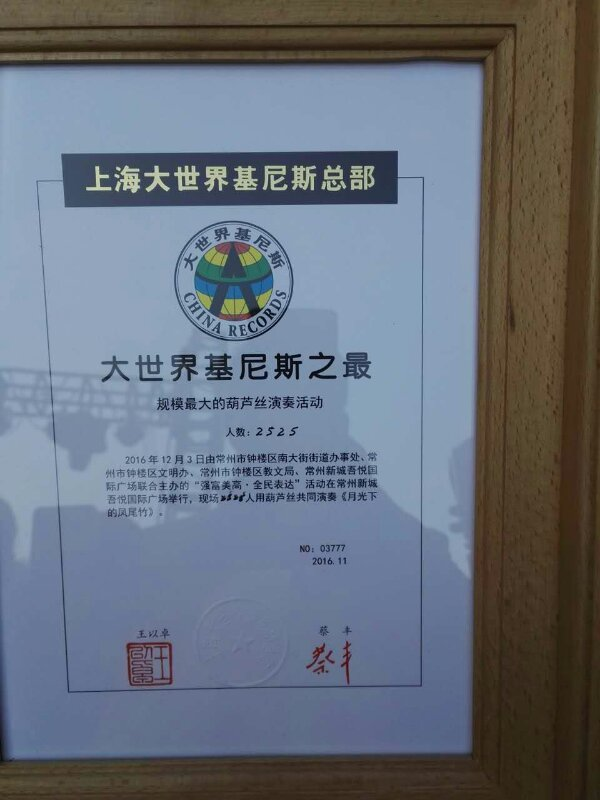 上海大世界基尼斯总部
大世界基尼斯
CHINA RECORDS
大世界基尼斯之最
规模最大的葫芦丝演奏活动
人数：2525
2016年12月3日由常州市钟楼区南大街街道办事处、常
州市钟楼区文明办、常州市钟楼区教文局、常州新城吾悦国
际广场联合主办的“强富美高·全民表达”活动在常州新城
吾悦国际广场举行，现场2525人用葫芦丝共同演奏《月光下
的凤尾竹》。
NO：03777
2016.11
王以卓
蔡丰
蔡丰